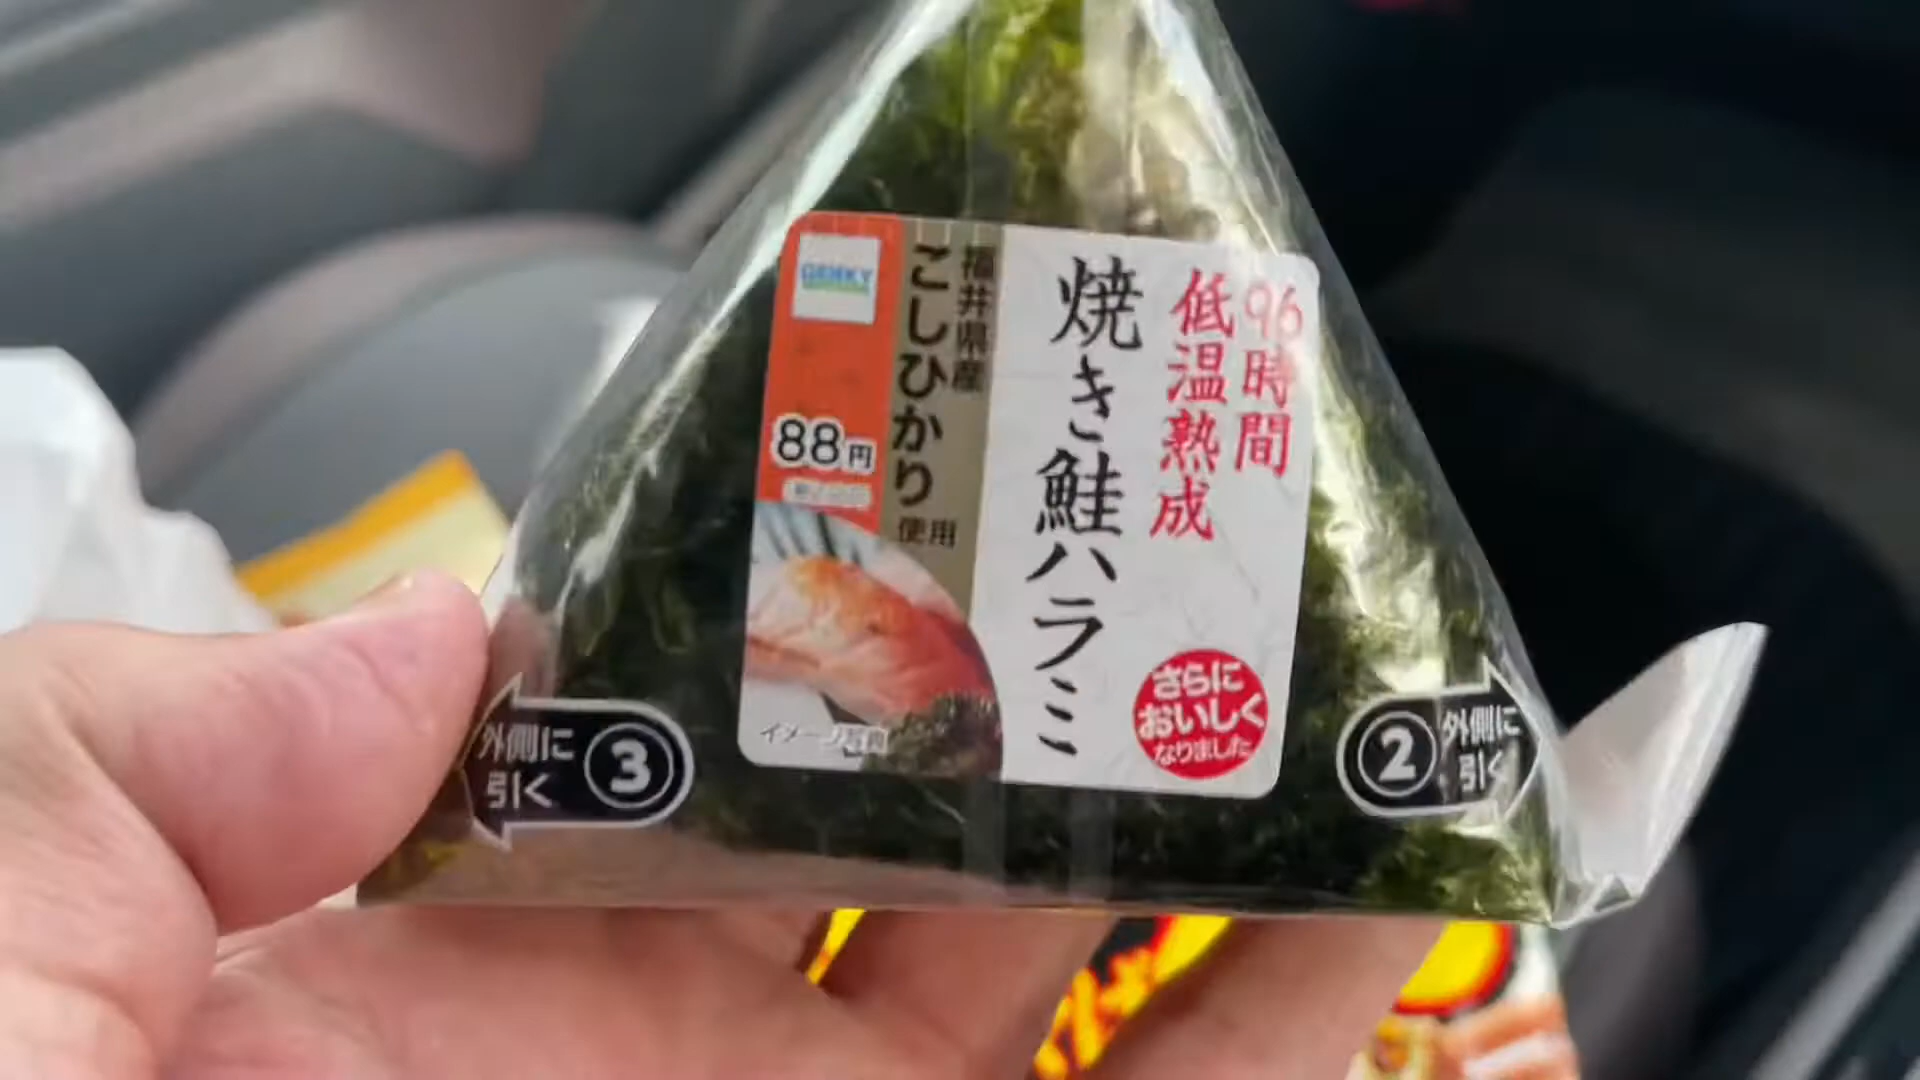 96時間
低温熟成
焼き鮭ハラミ
さらに
おいしく
なりました
福井県産
こしひかり
使用
GENKY
88円
イメージ写真
外側に
引く
3
2
外側に
引く